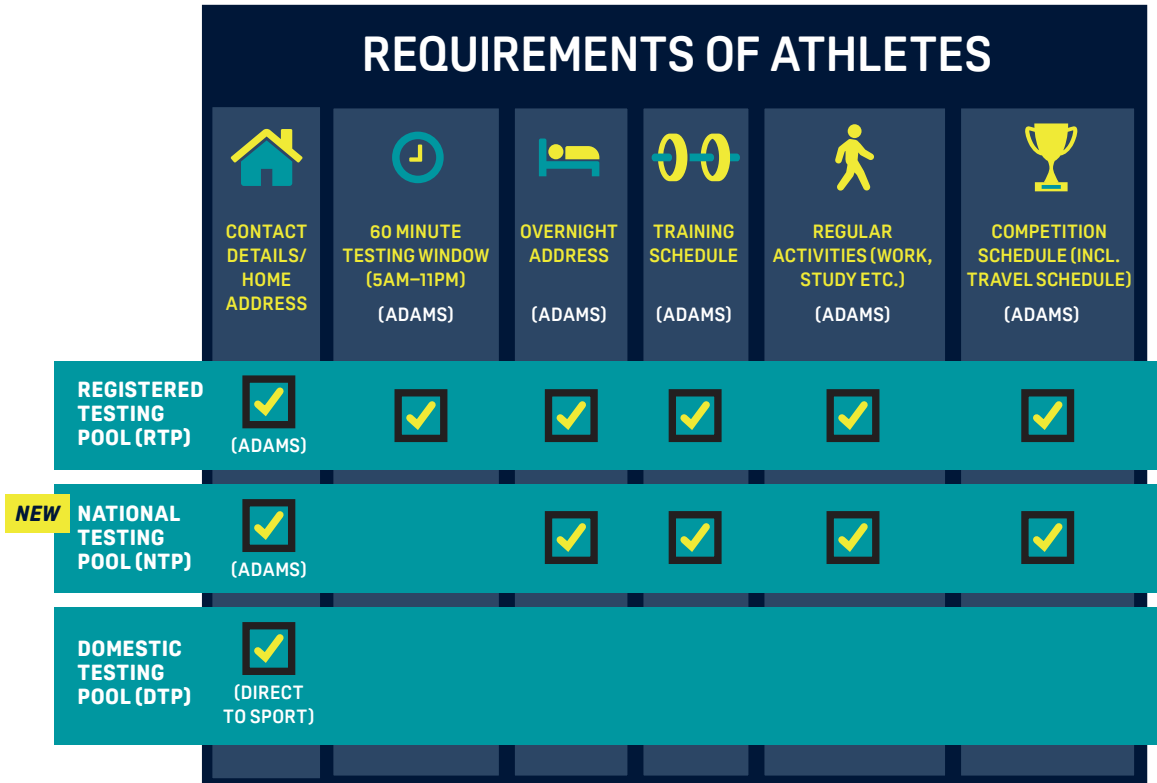 REQUIREMENTS OF ATHLETES
CONTACT
DETAILS/
HOME
ADDRESS
60 MINUTE
TESTING WINDOW
(5AM–11PM)
(ADAMS)
OVERNIGHT
ADDRESS
(ADAMS)
TRAINING
SCHEDULE
(ADAMS)
REGULAR
ACTIVITIES (WORK,
STUDY ETC.)
(ADAMS)
COMPETITION
SCHEDULE (INCL.
TRAVEL SCHEDULE)
(ADAMS)
REGISTERED
TESTING
POOL (RTP)
(ADAMS)
NEW
NATIONAL
TESTING
POOL (NTP)
(ADAMS)
DOMESTIC
TESTING
POOL (DTP)
(DIRECT
TO SPORT)